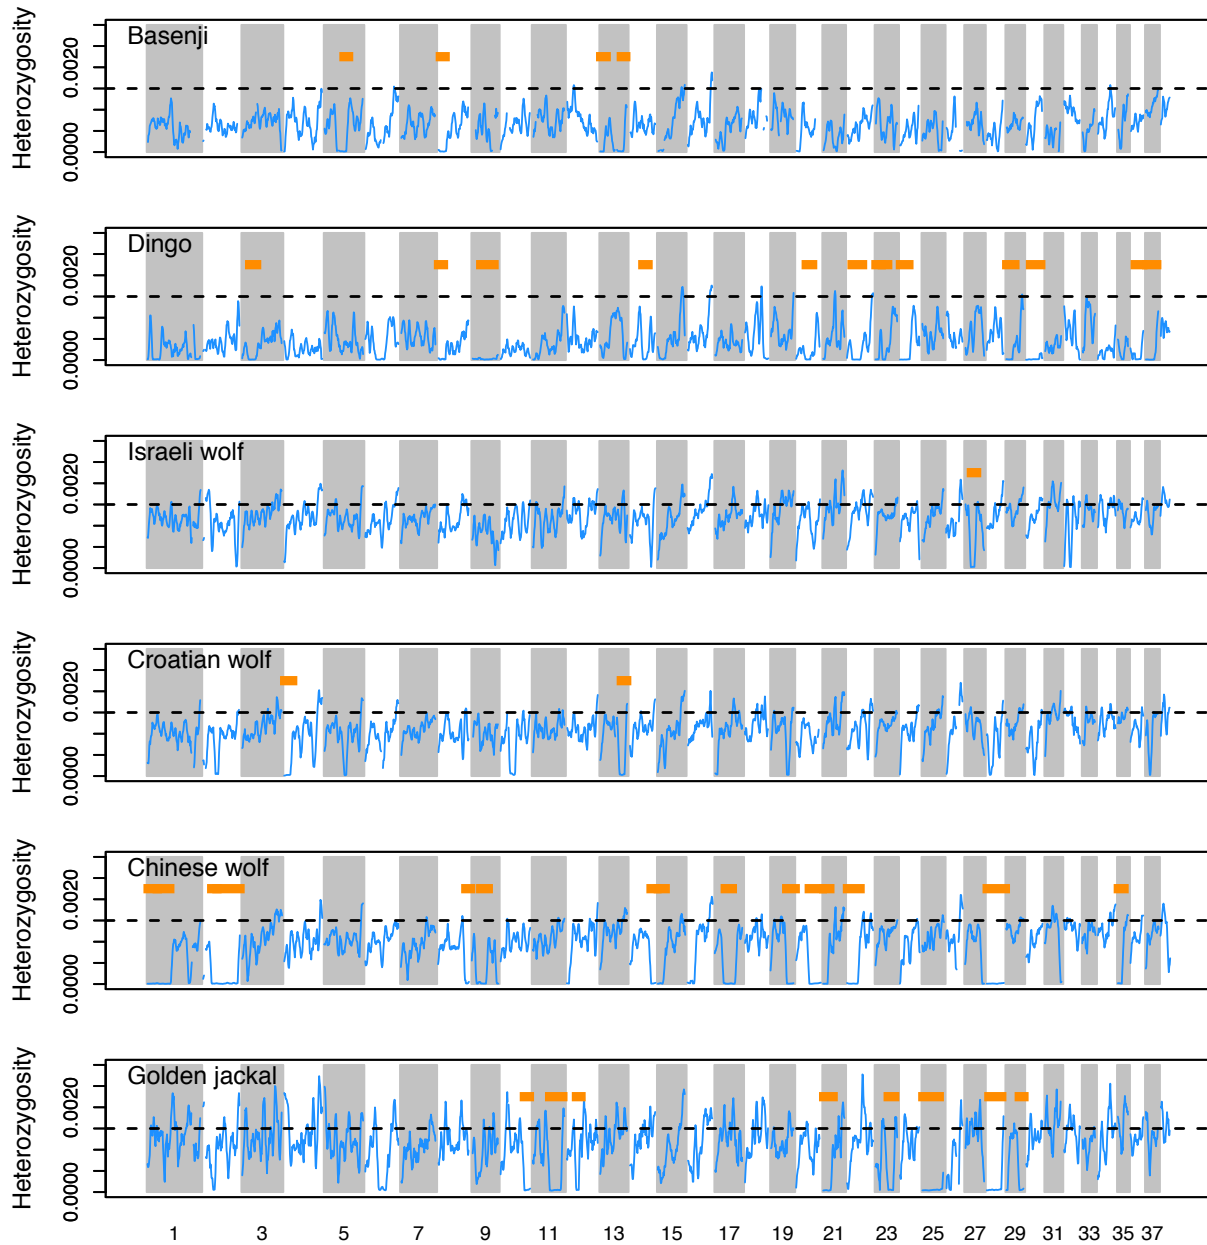 Basenji
Heterozygosity
0.0020
0.0000
Dingo
Heterozygosity
0.0020
0.0000
Israeli wolf
Heterozygosity
0.0020
0.0000
Croatian wolf
Heterozygosity
0.0020
0.0000
Chinese wolf
Heterozygosity
0.0020
0.0000
Golden jackal
Heterozygosity
0.0020
0.0000
1 3 5 7 9 11 13 15 17 19 21 23 25 27 29 31 33 35 37